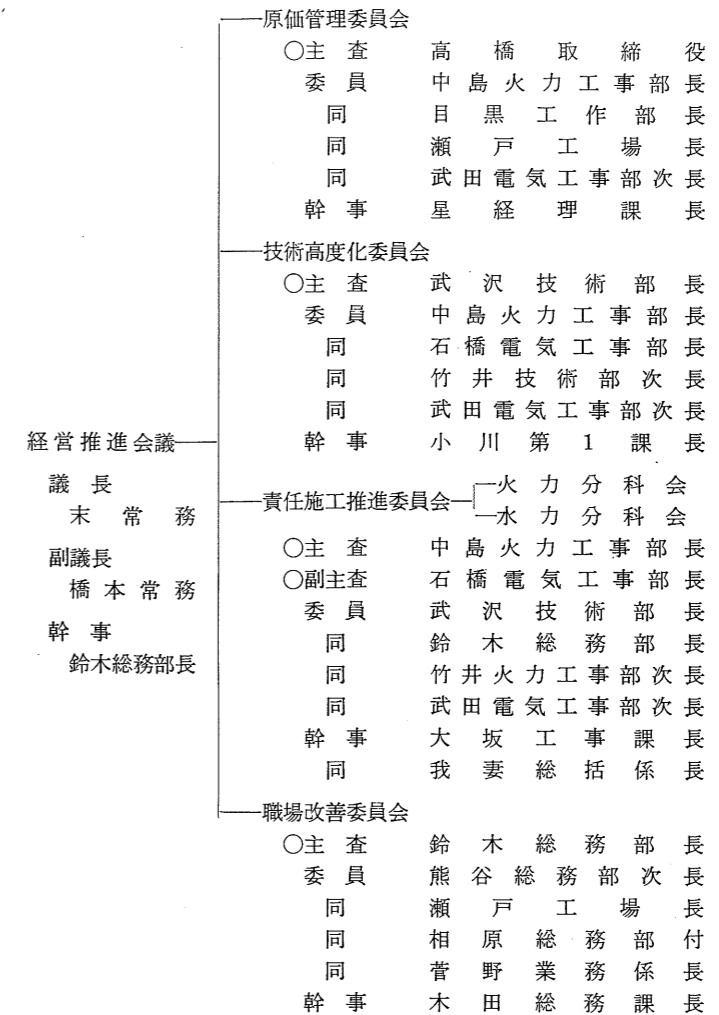 経営推進会議
議長
末常務
副議長
橋本常務
幹事
鈴木総務部長
原価管理委員会
○主査 高橋取締役
委員 中島火力工事部長
同 目黒工作部長
同 瀬戸工場長
同 武田電気工事部次長
幹事 星経理課長
技術高度化委員会
○主査 武沢技術部長
委員 中島火力工事部長
同 石橋電気工事部長
同 竹井技術部次長
同 武田電気工事部次長
幹事 小川第1課長
責任施工推進委員会
火力分科会
水力分科会
○主査 中島火力工事部長
○副主査 石橋電気工事部長
委員 武沢技術部長
同 鈴木総務部長
同 竹井火力工事部次長
同 武田電気工事部次長
幹事 大坂工事課長
同 我妻総括係長
職場改善委員会
○主査 鈴木総務部長
委員 熊谷総務部次長
同 瀬戸工場長
同 相原総務部付
同 菅野業務係長
幹事 木田総務課長